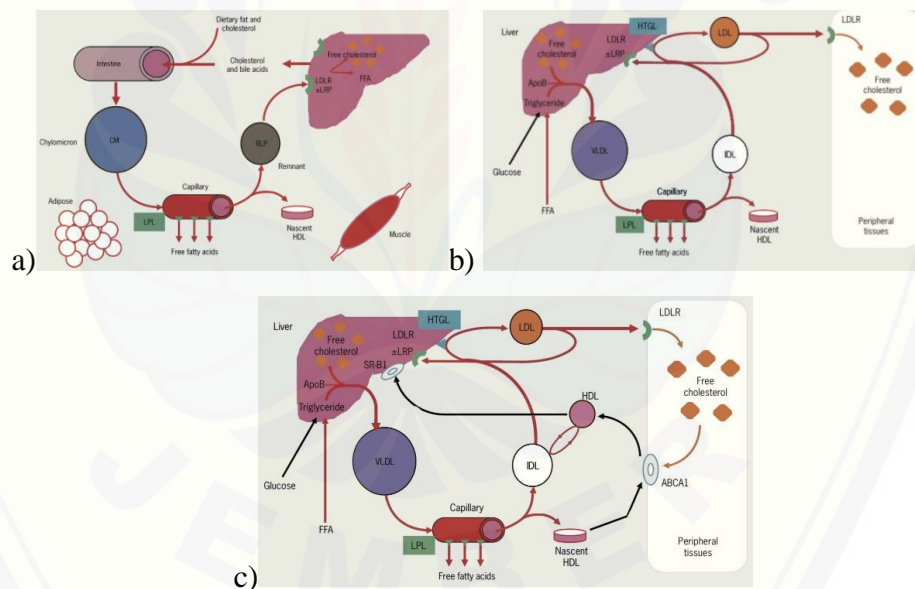 a)
Dietary fat and
cholesterol
Intestine
Cholesterol
and bile acids
Free cholesterol
LDLR
±LRP
FFA
Chylomicron
CM
RLP
Remnant
Adipose
Capillary
LPL
Free fatty acids
Nascent
HDL
Muscle
b)
Liver
HTGL
LDL
LDLR
Free
cholesterol
LDLR
±LRP
ApoB
Triglyceride
Free
cholesterol
VLDL
IDL
Glucose
FFA
Capillary
LPL
Free fatty acids
Nascent
HDL
Peripheral
tissues
c)
Liver
HTGL
LDL
LDLR
Free
cholesterol
LDLR
±LRP
SR-B1
ApoB
Triglyceride
HDL
Free
cholesterol
VLDL
IDL
ABCA1
Glucose
FFA
Capillary
LPL
Free fatty acids
Nascent
HDL
Peripheral
tissues
JEMBER